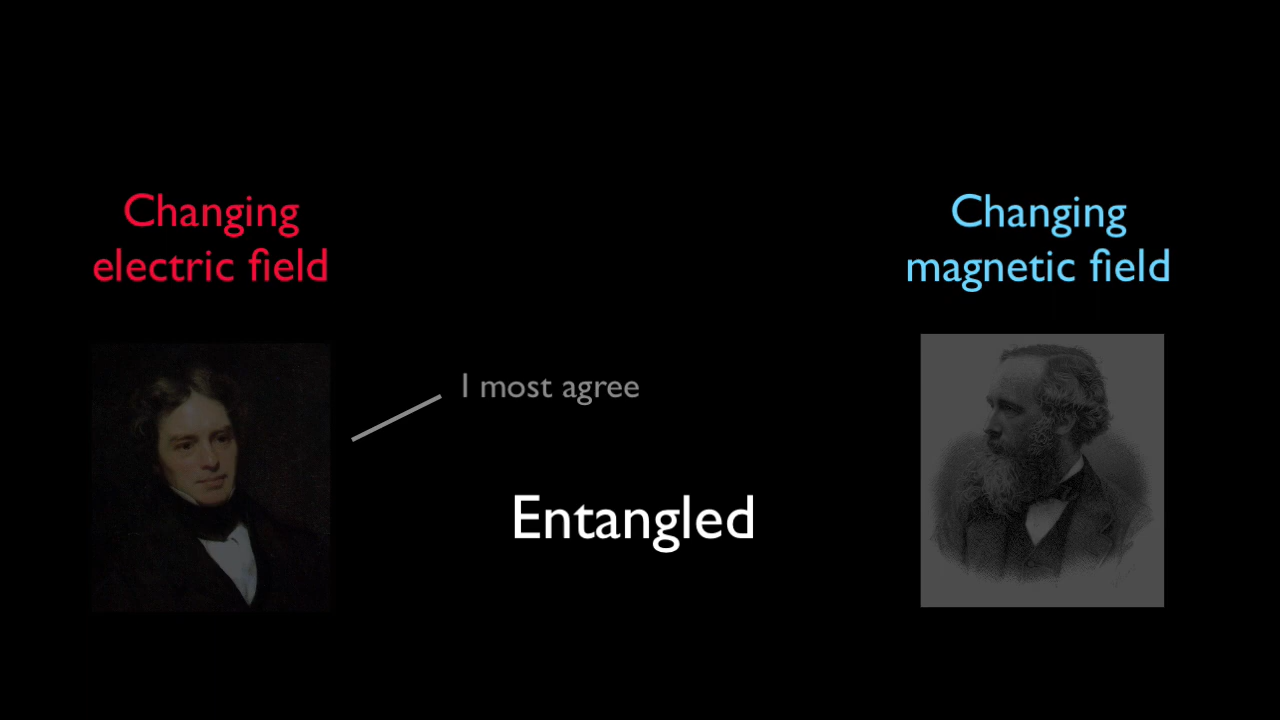 Changing
electric field
Changing
magnetic field
I most agree
Entangled